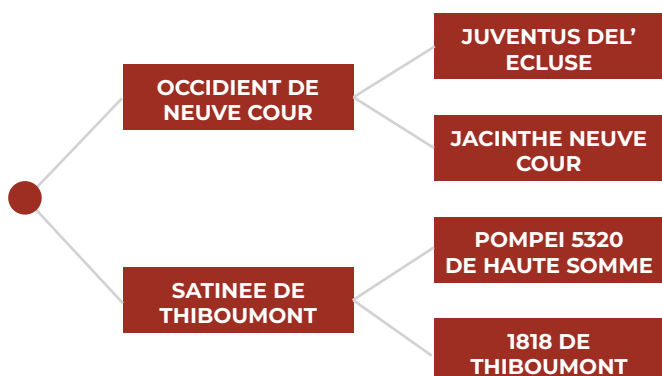 JUVENTUS DEL’
ECLUSE
OCCIDIENT DE
NEUVE COUR
JACINTHE NEUVE
COUR
POMPEI 5320
DE HAUTE SOMME
SATINEE DE
THIBOUMONT
1818 DE
THIBOUMONT